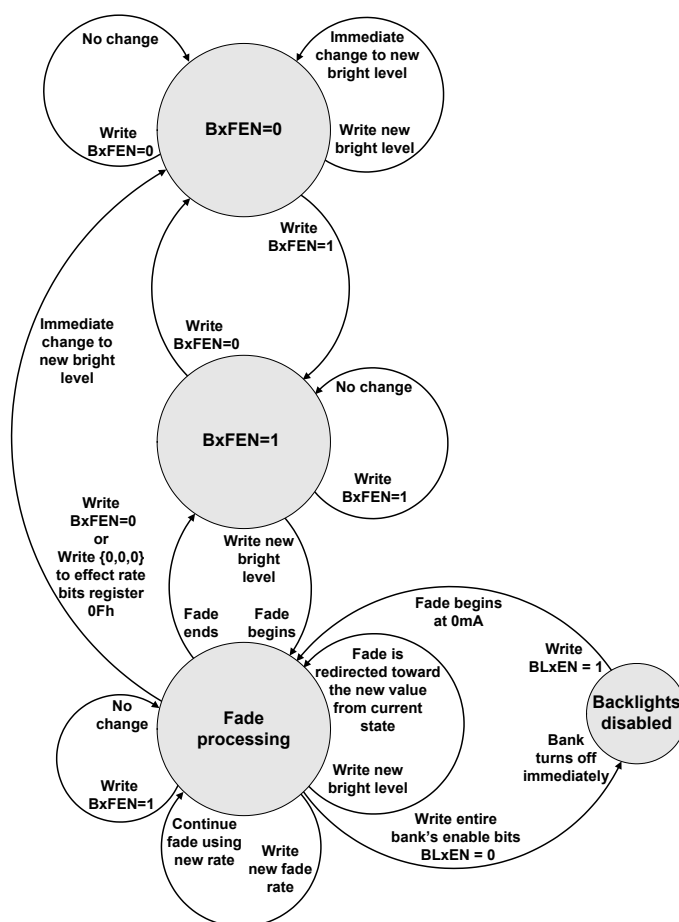 No change
Immediate
change to new
bright level
BxFEN=0
Write
BxFEN=0
Write new
bright level
Write
BxFEN=1
Immediate
change to
new bright
level
Write
BxFEN=0
No change
BxFEN=1
Write
BxFEN=1
Write
BxFEN=0
or
Write {0,0,0}
to effect rate
bits register
0Fh
Write new
bright
level
Fade
ends
Fade
begins
Fade begins
at 0mA
Fade is
redirected toward
the new value
from current
state
Write
BLxEN = 1
Backlights
disabled
No
change
Fade
processing
Bank
turns off
immediately
Write
BxFEN=1
Write new
bright level
Continue
fade using
new rate
Write
new fade
rate
Write entire
bank's enable bits
BLxEN = 0